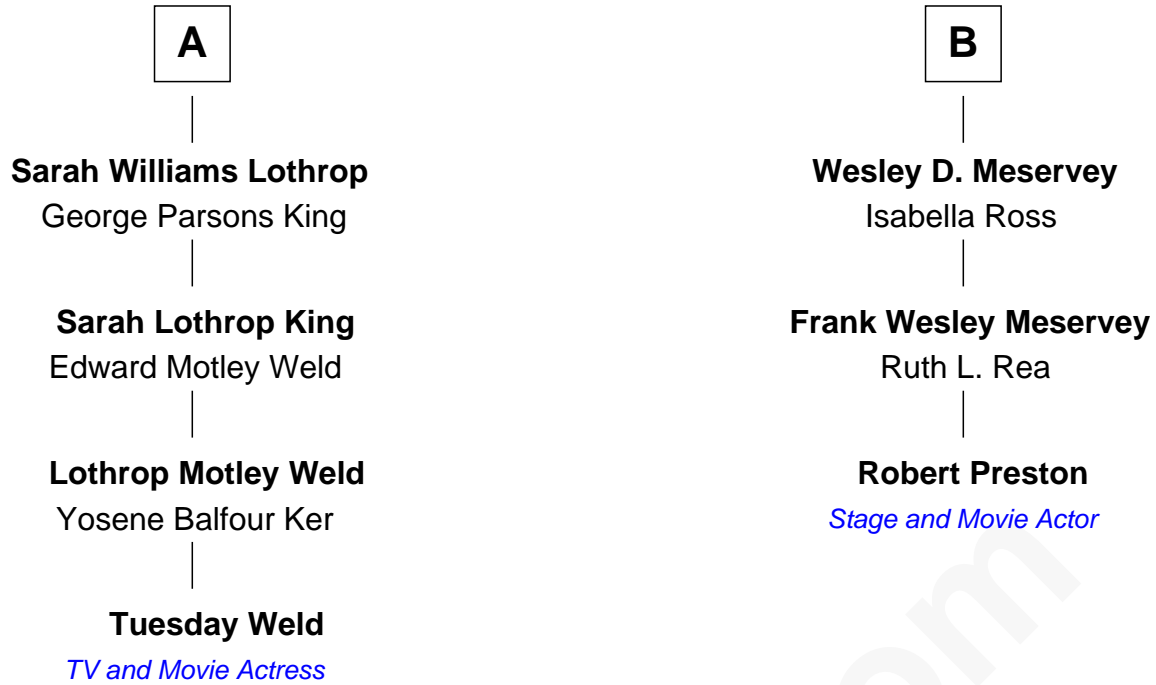 A
Sarah Williams Lothrop
George Parsons King
Sarah Lothrop King
Edward Motley Weld
Lothrop Motley Weld
Yosene Balfour Ker
Tuesday Weld
TV and Movie Actress
B
Wesley D. Meservey
Isabella Ross
Frank Wesley Meservey
Ruth L. Rea
Robert Preston
Stage and Movie Actor
om